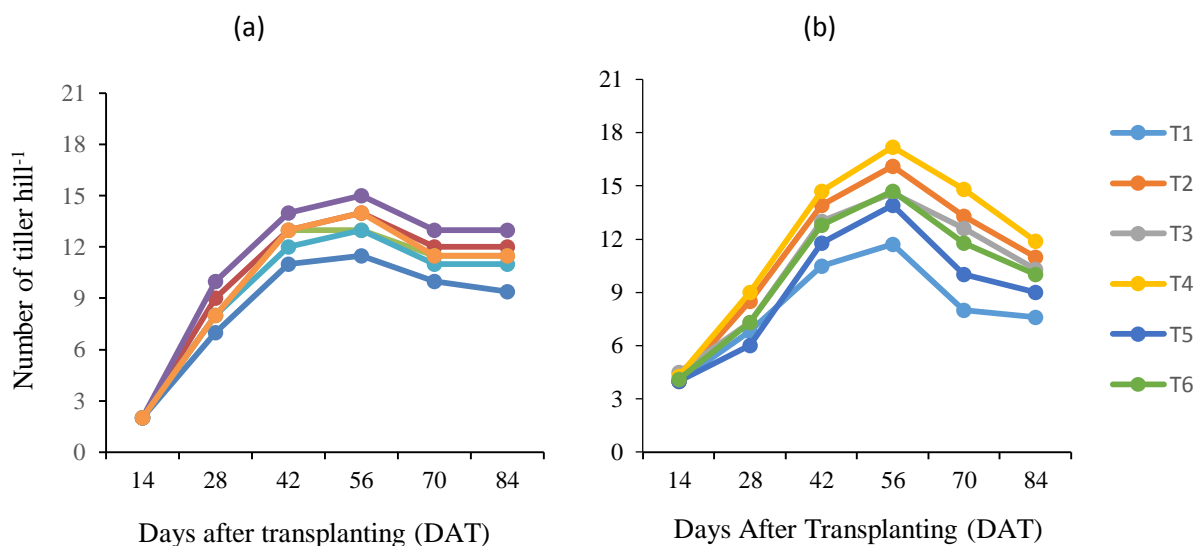 (a)
(b)
Number of tiller hill-1
21
18
15
12
9
6
3
0
14 28 42 56 70 84
Days after transplanting (DAT)
21
18
15
12
9
6
3
0
14 28 42 56 70 84
Days After Transplanting (DAT)
T1
T2
T3
T4
T5
T6